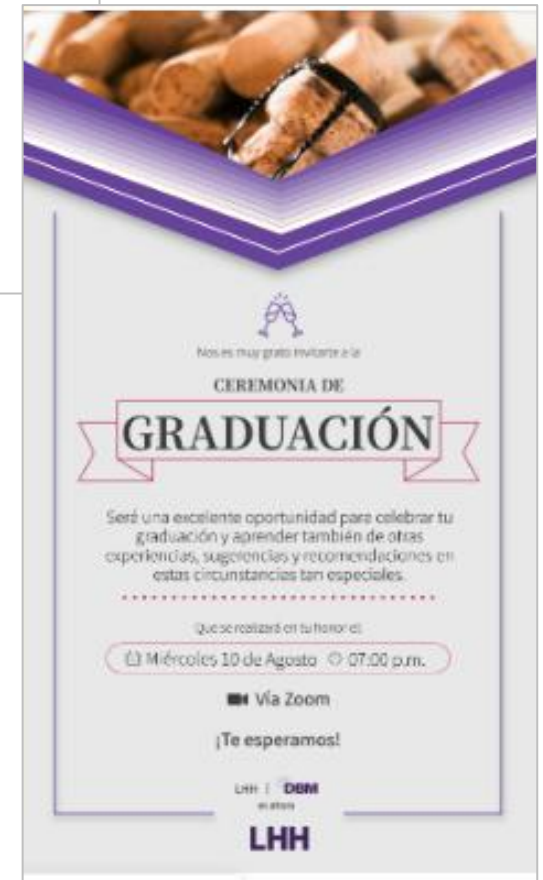 Nos es muy grato invitarte a la
CEREMONIA DE
GRADUACIÓN
Será una excelente oportunidad para celebrar tu
graduación y aprender también de otras
experiencias, sugerencias y recomendaciones en
estas circunstancias tan especiales.
Que se realizará en tu honor el:
Miércoles 10 de Agosto 07:00 p.m.
Vía Zoom
¡Te esperamos!
LHH | DBM
es ahora
LHH